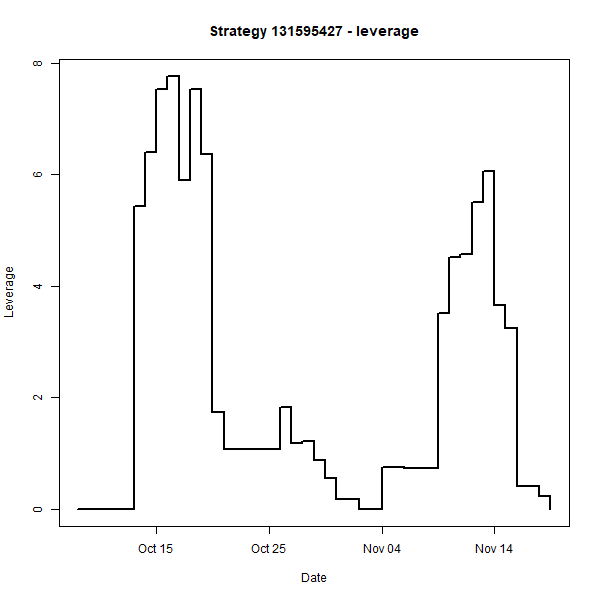 Strategy 131595427 - leverage
8
6
4
2
0
Leverage
Oct 15
Oct 25
Nov 04
Nov 14
Date